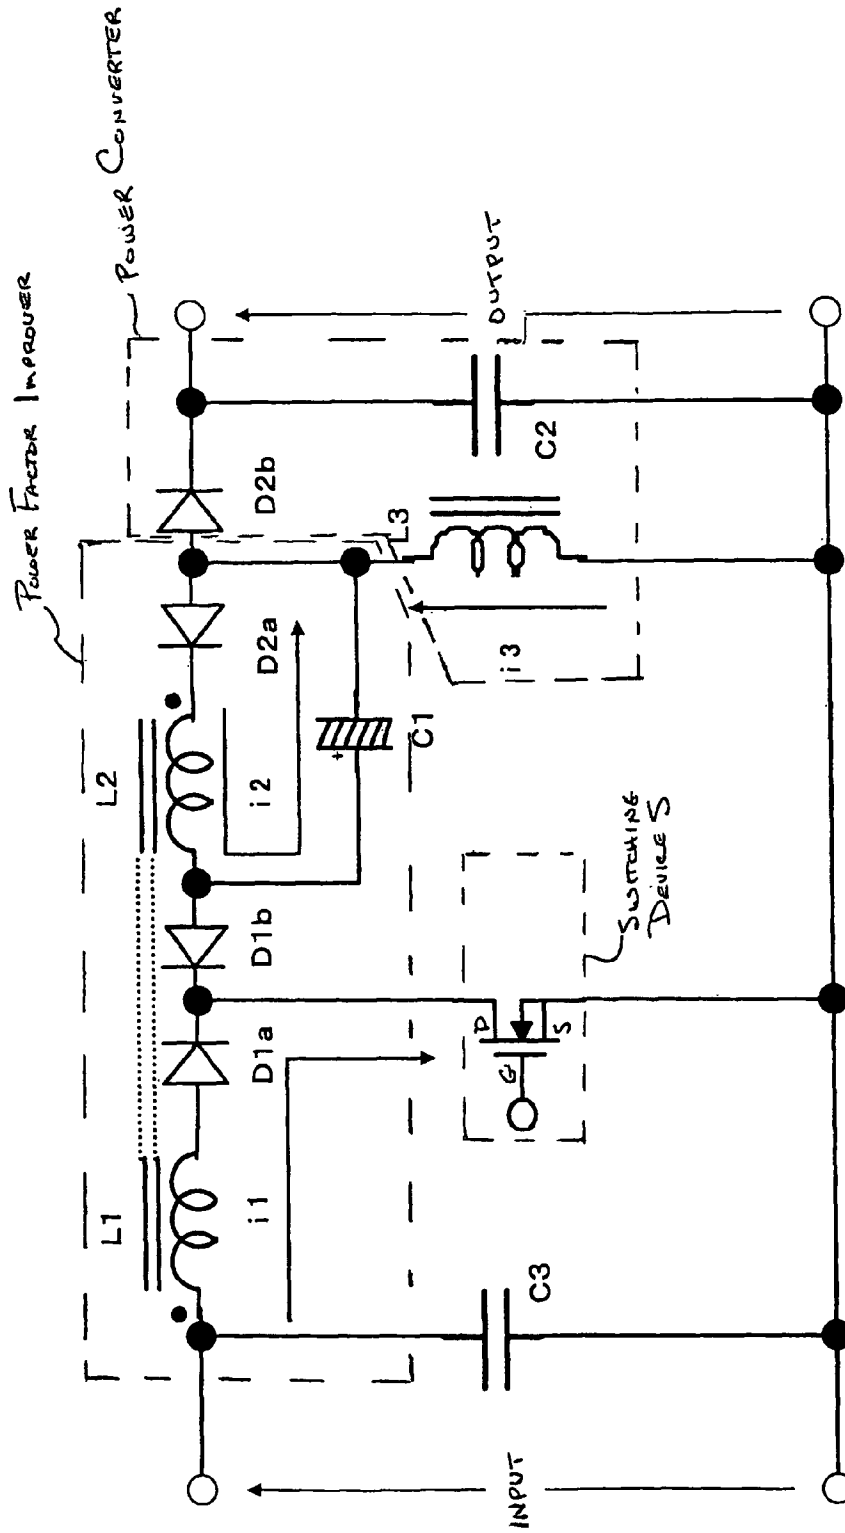 Power Factor Improver
Power Converter
L1
L2
D1a
D1b
D2a
D2b
i1
i2
+
C1
L3
i3
C2
C3
D
G
S
Switching
Device S
INPUT
OUTPUT